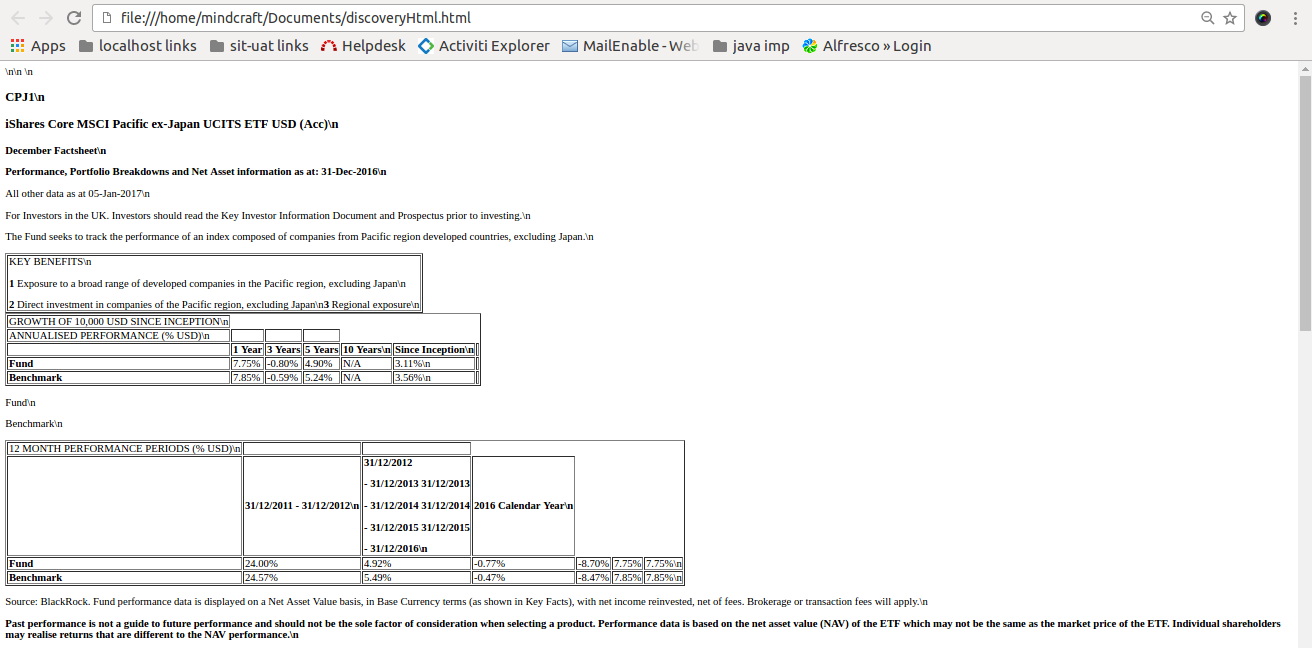 file:///home/mindcraft/Documents/discoveryHtml.html
Apps localhost links sit-uat links Helpdesk Activiti Explorer MailEnable - Web java imp Alfresco » Login
\n\n \n
CPJ1\n
iShares Core MSCI Pacific ex-Japan UCITS ETF USD (Acc)\n
December Factsheet\n
Performance, Portfolio Breakdowns and Net Asset information as at: 31-Dec-2016\n
All other data as at 05-Jan-2017\n
For Investors in the UK. Investors should read the Key Investor Information Document and Prospectus prior to investing.\n
The Fund seeks to track the performance of an index composed of companies from Pacific region developed countries, excluding Japan.\n
KEY BENEFITS\n
1 Exposure to a broad range of developed companies in the Pacific region, excluding Japan\n
2 Direct investment in companies of the Pacific region, excluding Japan\n3 Regional exposure\n
GROWTH OF 10,000 USD SINCE INCEPTION\n
ANNUALISED PERFORMANCE (% USD)\n
1 Year 3 Years 5 Years 10 Years\n Since Inception\n
Fund 7.75% -0.80% 4.90% N/A 3.11%\n
Benchmark 7.85% -0.59% 5.24% N/A 3.56%\n
Fund\n
Benchmark\n
12 MONTH PERFORMANCE PERIODS (% USD)\n
31/12/2012
- 31/12/2013 31/12/2013
31/12/2011 - 31/12/2012\n - 31/12/2014 31/12/2014 2016 Calendar Year\n
- 31/12/2015 31/12/2015
- 31/12/2016\n
Fund 24.00% 4.92% -0.77% -8.70% 7.75% 7.75%\n
Benchmark 24.57% 5.49% -0.47% -8.47% 7.85% 7.85%\n
Source: BlackRock. Fund performance data is displayed on a Net Asset Value basis, in Base Currency terms (as shown in Key Facts), with net income reinvested, net of fees. Brokerage or transaction fees will apply.\n
Past performance is not a guide to future performance and should not be the sole factor of consideration when selecting a product. Performance data is based on the net asset value (NAV) of the ETF which may not be the same as the market price of the ETF. Individual shareholders
may realise returns that are different to the NAV performance.\n